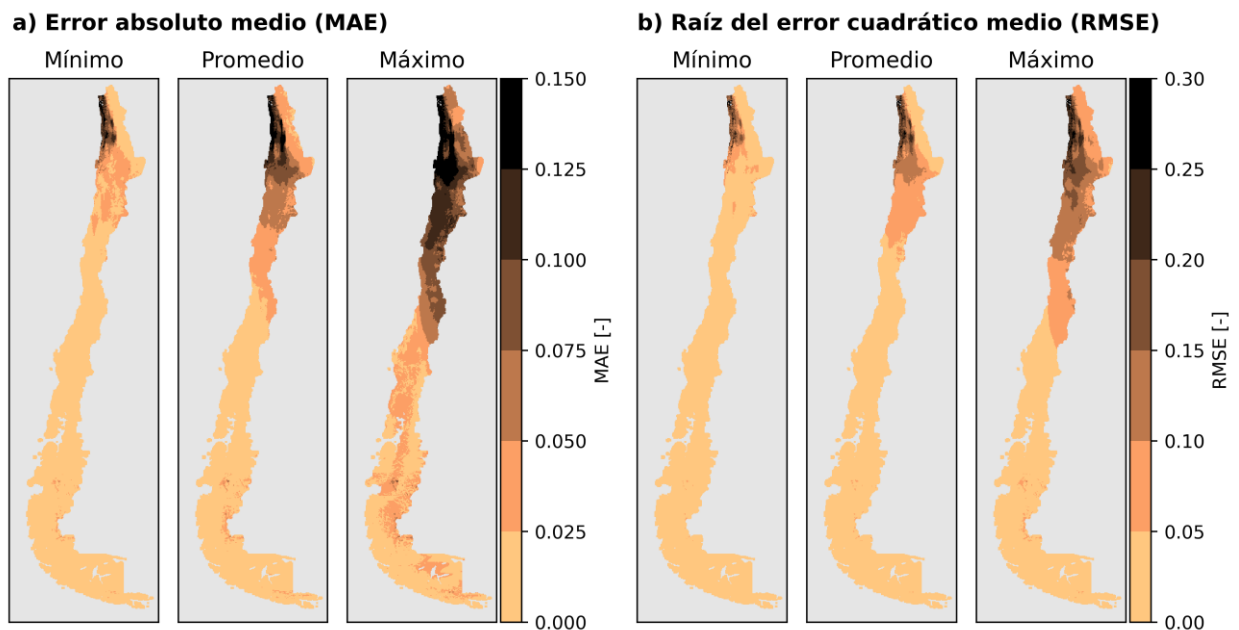 a) Error absoluto medio (MAE)
Mínimo
Promedio
Máximo
0.150
0.125
0.100
0.075
0.050
0.025
0.000
MAE [-]
b) Raíz del error cuadrático medio (RMSE)
Mínimo
Promedio
Máximo
0.30
0.25
0.20
0.15
0.10
0.05
0.00
RMSE [-]